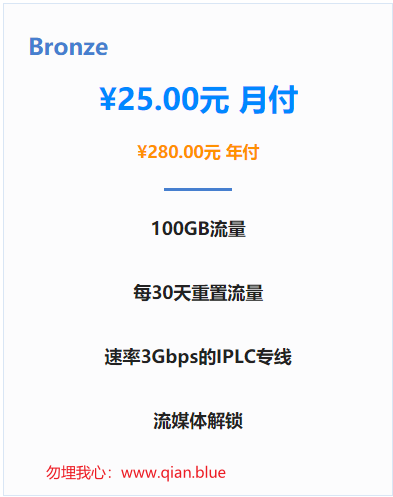 Bronze
¥25.00元 月付
¥280.00元 年付
100GB流量
每30天重置流量
速率3Gbps的IPLC专线
流媒体解锁
勿埋我心：www.qian.blue